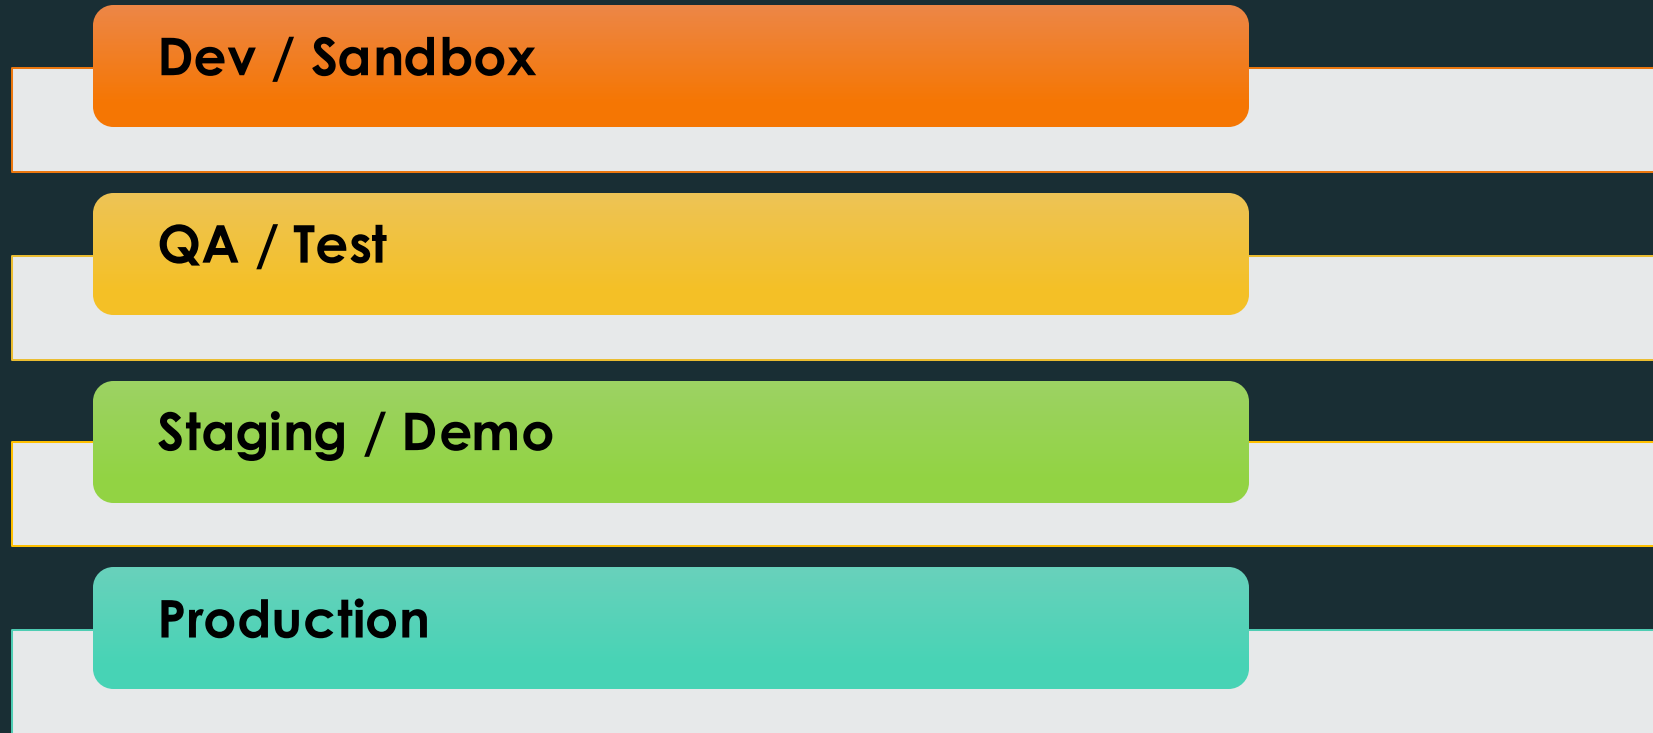 Dev / Sandbox
QA / Test
Staging / Demo
Production